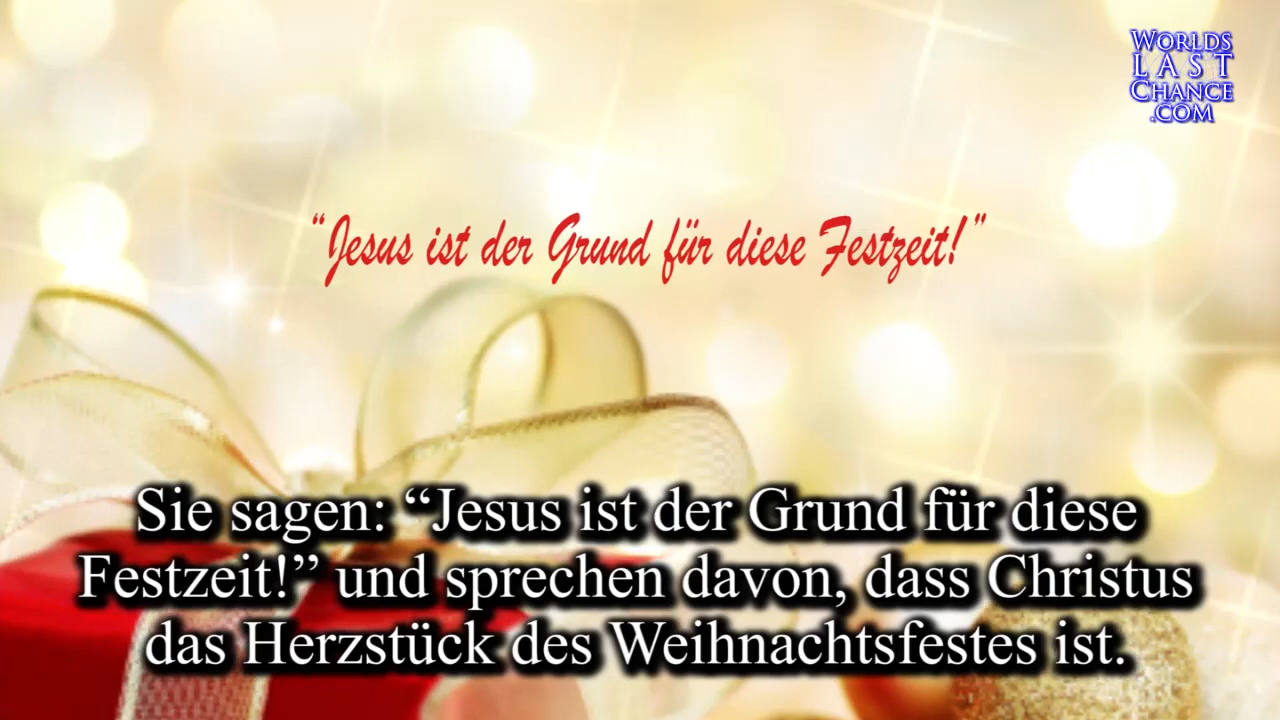 WORLDS
LAST
CHANCE
.COM
“Jesus ist der Grund für diese Festzeit!”
Sie sagen: “Jesus ist der Grund für diese
Festzeit!” und sprechen davon, dass Christus
das Herzstück des Weihnachtsfestes ist.